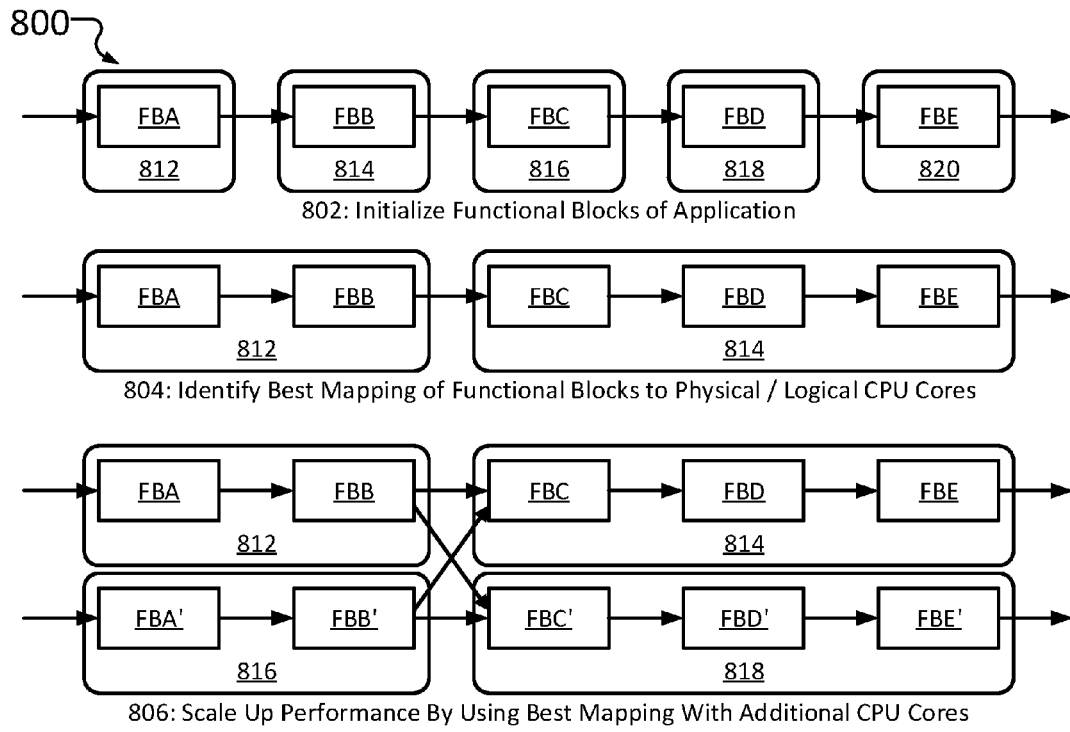 800
FBA FBB FBC FBD FBE
812 814 816 818 820
802: Initialize Functional Blocks of Application
FBA FBB FBC FBD FBE
812 814
804: Identify Best Mapping of Functional Blocks to Physical / Logical CPU Cores
FBA FBB FBC FBD FBE
812 814
FBA' FBB' FBC' FBD' FBE'
816 818
806: Scale Up Performance By Using Best Mapping With Additional CPU Cores